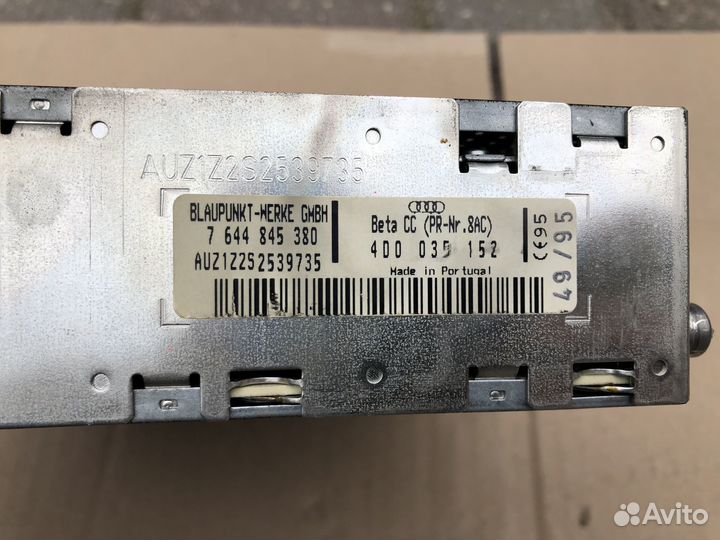 AUZ1Z2S2539735
BLAUPUNKT-WERKE GMBH
7 644 845 380
AUZ1Z2S2539735
Beta CC (PR-Nr.8AC)
4D0 035 152
Made in Portugal
CE95
49/95
Avito